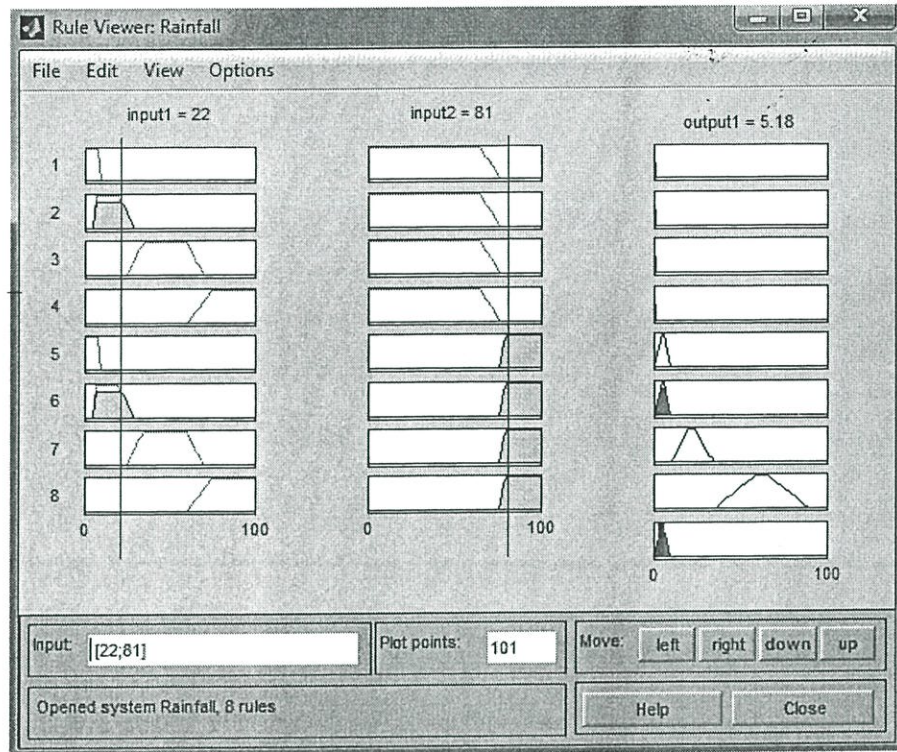 Rule Viewer: Rainfall
File Edit View Options
input1 = 22
input2 = 81
output1 = 5.18
1
2
3
4
5
6
7
8
0 100
0 100
0 100
Input: [22;81]
Plot points: 101
Move: left right down up
Opened system Rainfall, 8 rules
Help Close